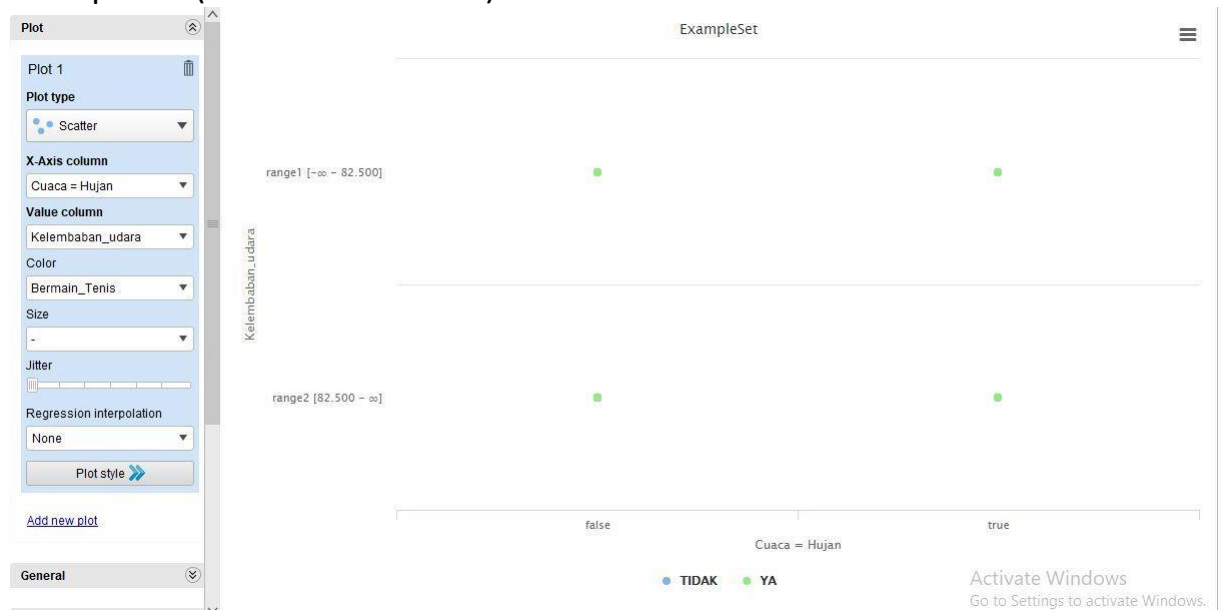 Plot
Plot 1
Plot type
Scatter
X-Axis column
Cuaca = Hujan
Value column
Kelembaban_udara
Color
Bermain_Tenis
Size
-
Jitter
Regression interpolation
None
Plot style
Add new plot
General
ExampleSet
range1 [-∞ - 82.500]
Kelembaban_udara
range2 [82.500 - ∞]
false
true
Cuaca = Hujan
TIDAK
YA
Activate Windows
Go to Settings to activate Windows.